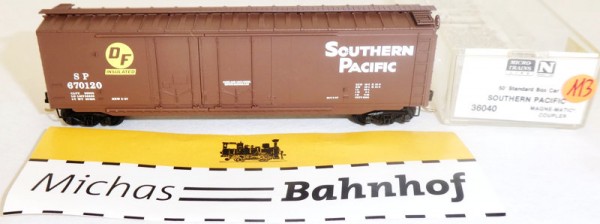 DF
INSULATED
S P
670120
SOUTHERN
PACIFIC
MICRO
TRAINS
LINE
N
M3
50' Standard Box Car
SOUTHERN PACIFIC
36040
MAGNE-MATIC
COUPLER
Michas Bahnhof